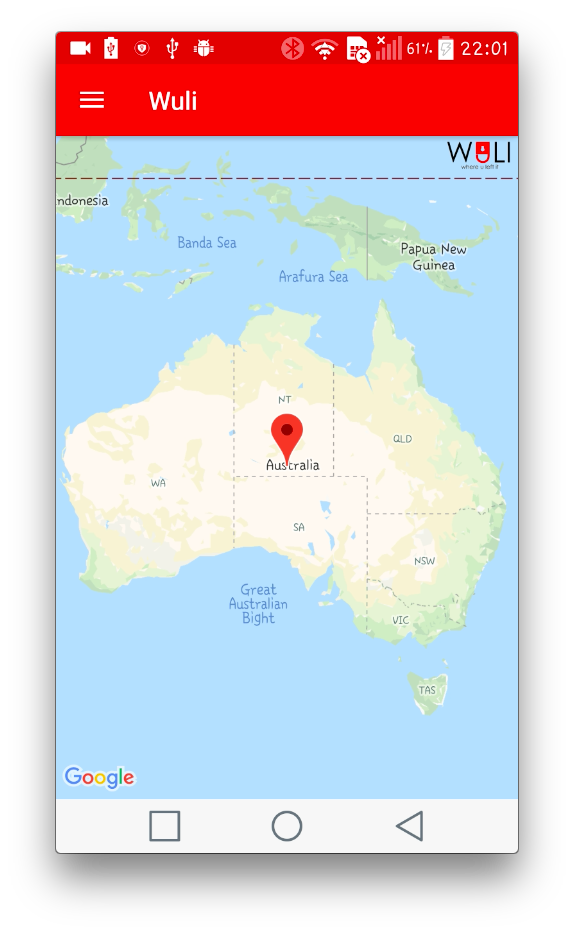 61% 22:01
Wuli
WULI
where u left it
ndonesia
Banda Sea
Papua New
Guinea
Arafura Sea
NT
QLD
Australia
WA
SA
NSW
Great
Australian
Bight
VIC
TAS
Google